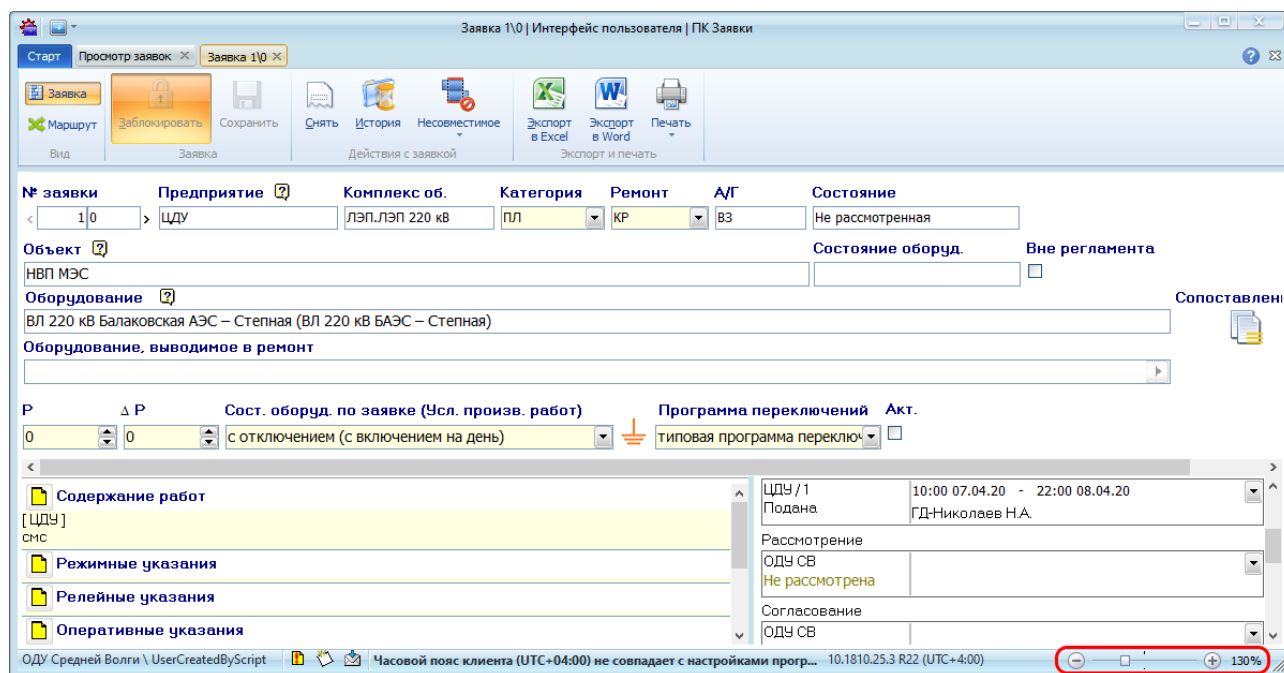 Заявка 1\0 | Интерфейс пользователя | ПК Заявки
Старт Просмотр заявок Заявка 1\0
Заявка
Маршрут
Вид
Заблокировать Сохранить
Заявка
Снять История Несовместимое
Действия с заявкой
Экспорт в Excel Экспорт в Word Печать
Экспорт и печать
№ заявки Предприятие Комплекс об. Категория Ремонт А/Г Состояние
< 1 0 > ЦДУ ЛЭП.ЛЭП 220 кВ ПЛ КР ВЗ Не рассмотренная
Объект Состояние оборуд. Вне регламента
НВП МЭС
Оборудование Сопоставлен
ВЛ 220 кВ Балаковская АЭС – Степная (ВЛ 220 кВ БАЭС – Степная)
Оборудование, выводимое в ремонт
P Δ P Сост. оборуд. по заявке (Усл. произв. работ) Программа переключений Акт.
0 0 с отключением (с включением на день) типовая программа переключ
Содержание работ
[ ЦДУ ]
смс
Режимные указания
Релейные указания
Оперативные указания
ЦДУ / 1 10:00 07.04.20 - 22:00 08.04.20
Подана ГД-Николаев Н.А.
Рассмотрение
ОДУ СВ
Не рассмотрена
Согласование
ОДУ СВ
ОДУ Средней Волги \ UserCreatedByScript Часовой пояс клиента (UTC+04:00) не совпадает с настройками прогр... 10.1810.25.3 R22 (UTC+4:00) 130%